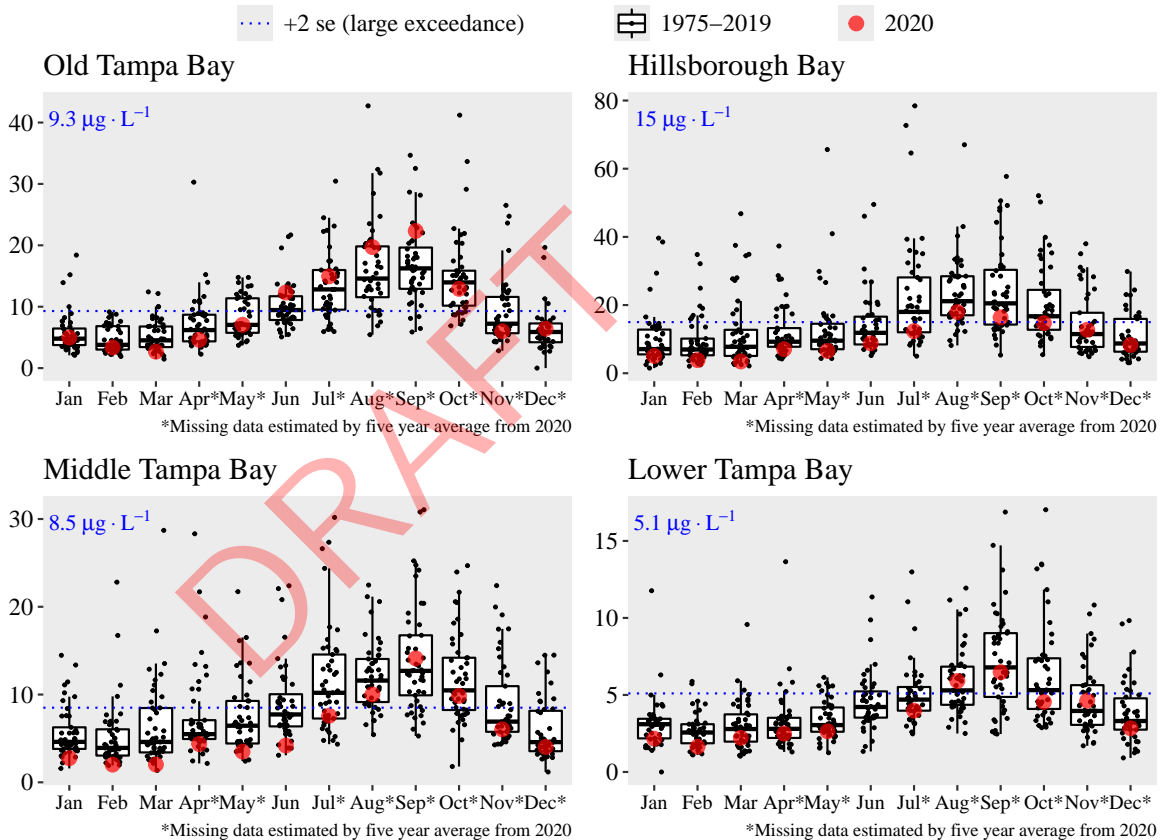 +2 se (large exceedance) 1975–2019 2020
Old Tampa Bay
9.3 μg · L⁻¹
40
30
20
10
0
Jan Feb Mar Apr* May* Jun Jul* Aug* Sep* Oct* Nov* Dec*
*Missing data estimated by five year average from 2020
Hillsborough Bay
15 μg · L⁻¹
80
60
40
20
0
Jan Feb Mar Apr* May* Jun Jul* Aug* Sep* Oct* Nov* Dec*
*Missing data estimated by five year average from 2020
Middle Tampa Bay
8.5 μg · L⁻¹
30
20
10
0
Jan Feb Mar Apr* May* Jun Jul* Aug* Sep* Oct* Nov* Dec*
*Missing data estimated by five year average from 2020
Lower Tampa Bay
5.1 μg · L⁻¹
15
10
5
0
Jan Feb Mar Apr* May* Jun Jul* Aug* Sep* Oct* Nov* Dec*
*Missing data estimated by five year average from 2020
DRAFT